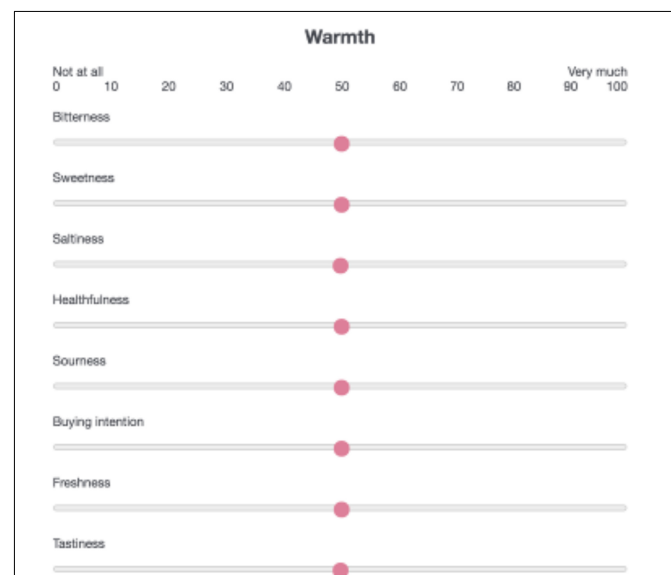 Warmth
Not at all Very much
0 10 20 30 40 50 60 70 80 90 100
Bitterness
Sweetness
Saltiness
Healthfulness
Sourness
Buying intention
Freshness
Tastiness